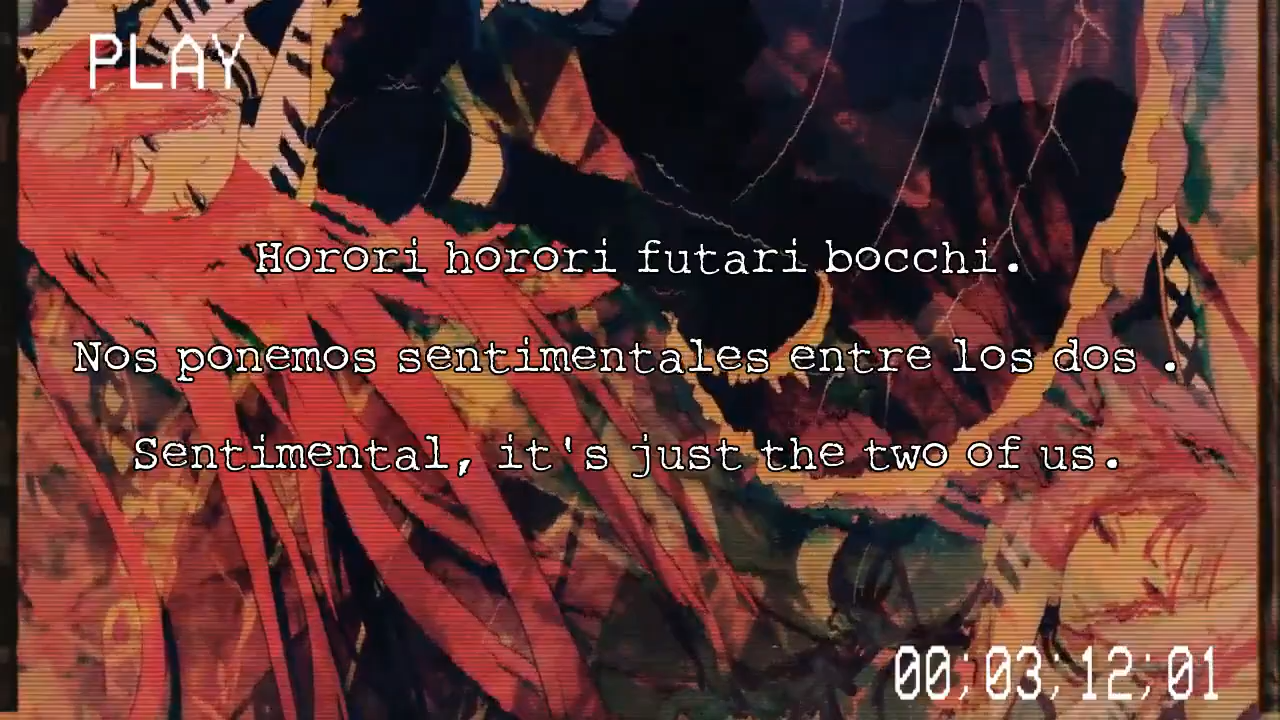 PLAY
Horori horori futari bocchi.
Nos ponemos sentimentales entre los dos .
Sentimental, it's just the two of us.
00;03;12;01